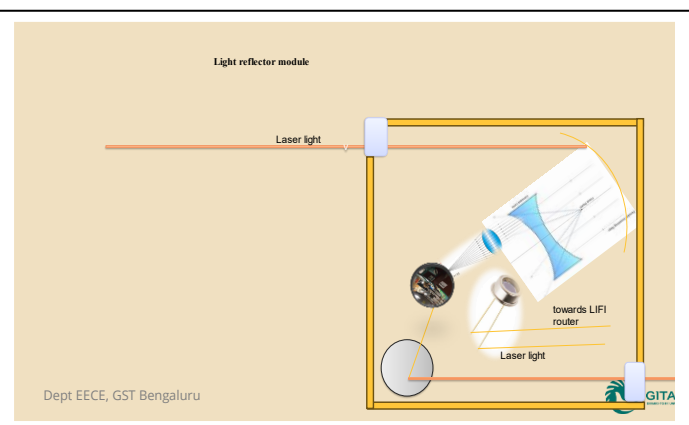 Light reflector module
Laser light
towards LIFI
router
Laser light
Dept EECE, GST Bengaluru
GITA